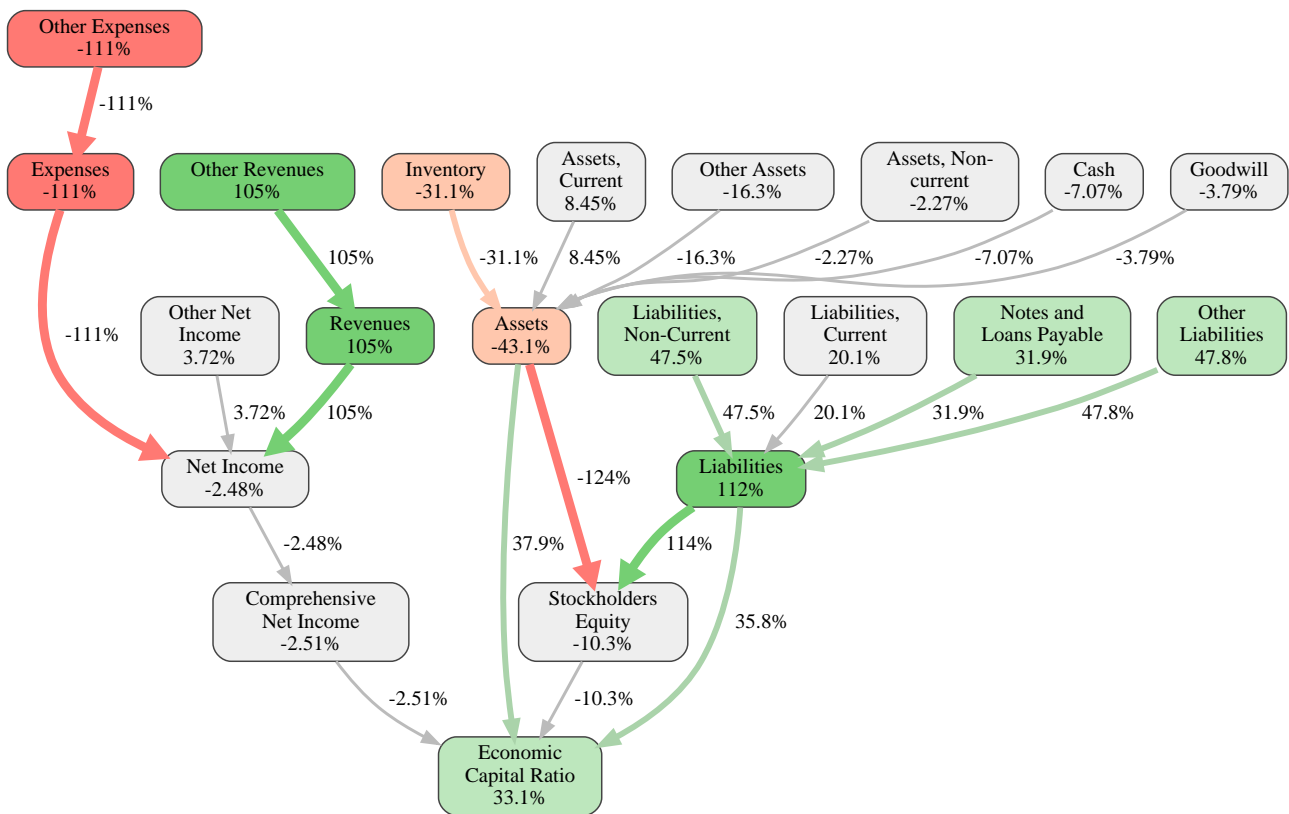 Other Expenses
-111%
-111%
Expenses
-111%
Other Revenues
105%
Inventory
-31.1%
Assets,
Current
8.45%
Other Assets
-16.3%
Assets, Non-
current
-2.27%
Cash
-7.07%
Goodwill
-3.79%
105%
-31.1%
8.45%
-16.3%
-2.27%
-7.07%
-3.79%
-111%
Other Net
Income
3.72%
Revenues
105%
Assets
-43.1%
Liabilities,
Non-Current
47.5%
Liabilities,
Current
20.1%
Notes and
Loans Payable
31.9%
Other
Liabilities
47.8%
3.72%
105%
47.5%
20.1%
31.9%
47.8%
Net Income
-2.48%
-124%
Liabilities
112%
-2.48%
37.9%
114%
Comprehensive
Net Income
-2.51%
Stockholders
Equity
-10.3%
35.8%
-2.51%
-10.3%
Economic
Capital Ratio
33.1%